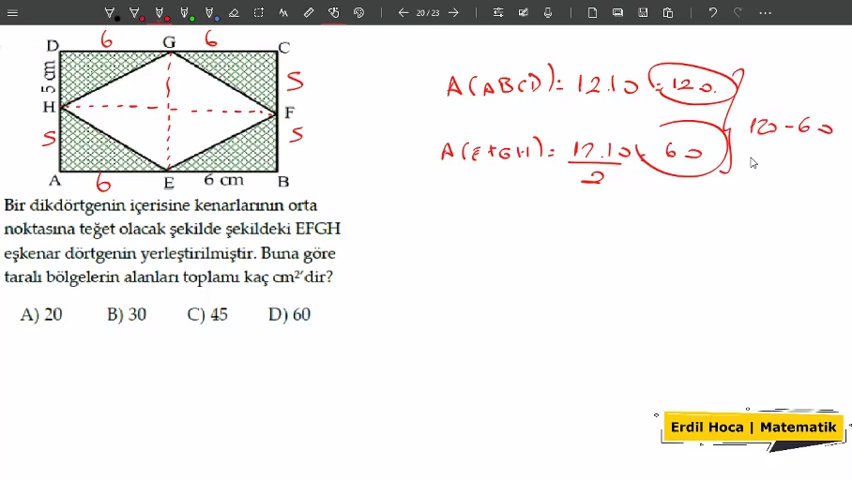 20 / 23
6 6
D G C
5 cm
S
H F
S S
A E B
6 6 cm
A(ABCD) = 12.10 = 120.
120 - 60
A(EFGH) = 12.10 = 60
2
Bir dikdörtgenin içerisine kenarlarının orta
noktasına teğet olacak şekilde şekildeki EFGH
eşkenar dörtgenin yerleştirilmiştir. Buna göre
taralı bölgelerin alanları toplamı kaç cm²'dir?
A) 20 B) 30 C) 45 D) 60
Erdil Hoca | Matematik